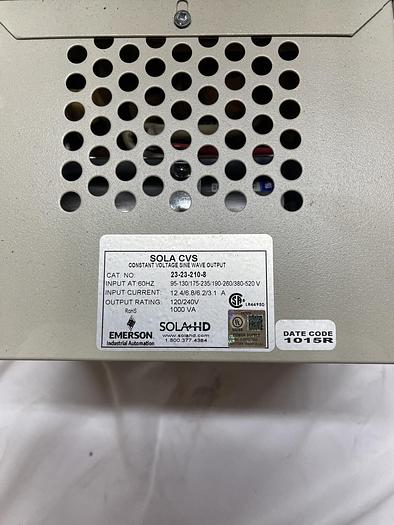 SOLA CVS
CONSTANT VOLTAGE SINE WAVE OUTPUT
CAT. NO: 23-23-210-8
INPUT AT:60HZ 95-130/175-235/190-260/380-520 V
INPUT CURRENT: 12.4/6.8/6.2/3.1 A
OUTPUT RATING: 120/240V
1000 VA
RoHS
LR44950
EMERSON
Industrial Automation
SOLA HD
www.solahd.com
1.800.377.4384
DATE CODE
1015R